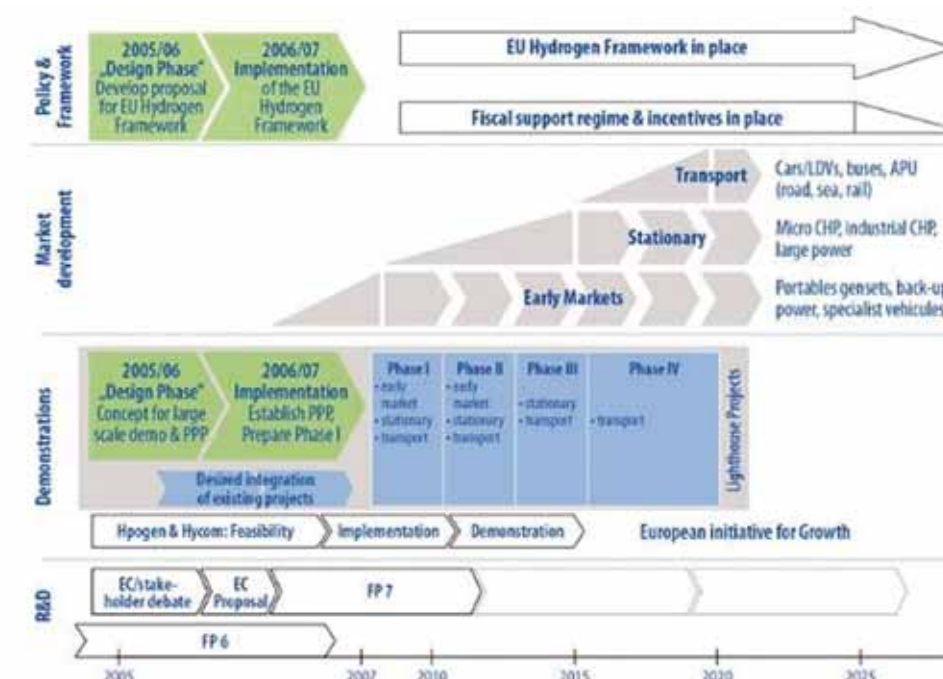 Policy &
Framework
2005/06
„Design Phase“
Develop proposal
for EU Hydrogen
Framework
2006/07
Implementation
of the EU
Hydrogen
Framework
EU Hydrogen Framework in place
Fiscal support regime & incentives in place
Market
development
Transport
Cars/LDVs, buses, APU
(road, sea, rail)
Stationary
Micro CHP, industrial CHP,
large power
Early Markets
Portables gensets, back-up
power, specialist vehicules
Demonstrations
2005/06
„Design Phase“
Concept for large
scale demo & PPP
2006/07
Implementation
Establish PPP,
Prepare Phase I
Desired integration
of existing projects
Phase I
• early
market
• stationary
• transport
Phase II
• early
market
• stationary
• transport
Phase III
• stationary
• transport
Phase IV
• transport
Lighthouse Projects
Hpogen & Hycom: Feasibility
Implementation
Demonstration
European initiative for Growth
R&D
EC/stake-
holder debate
EC
Proposal
FP 7
FP 6
2005
2007
2010
2015
2020
2025